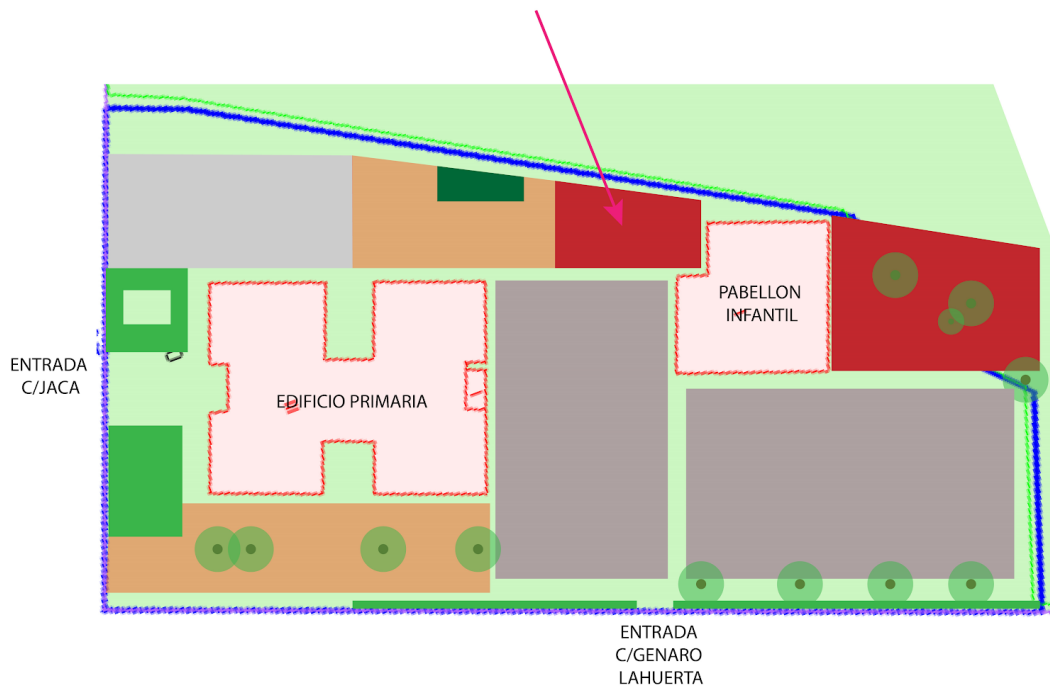 PABELLON
INFANTIL
ENTRADA
C/JACA
EDIFICIO PRIMARIA
ENTRADA
C/GENARO
LAHUERTA